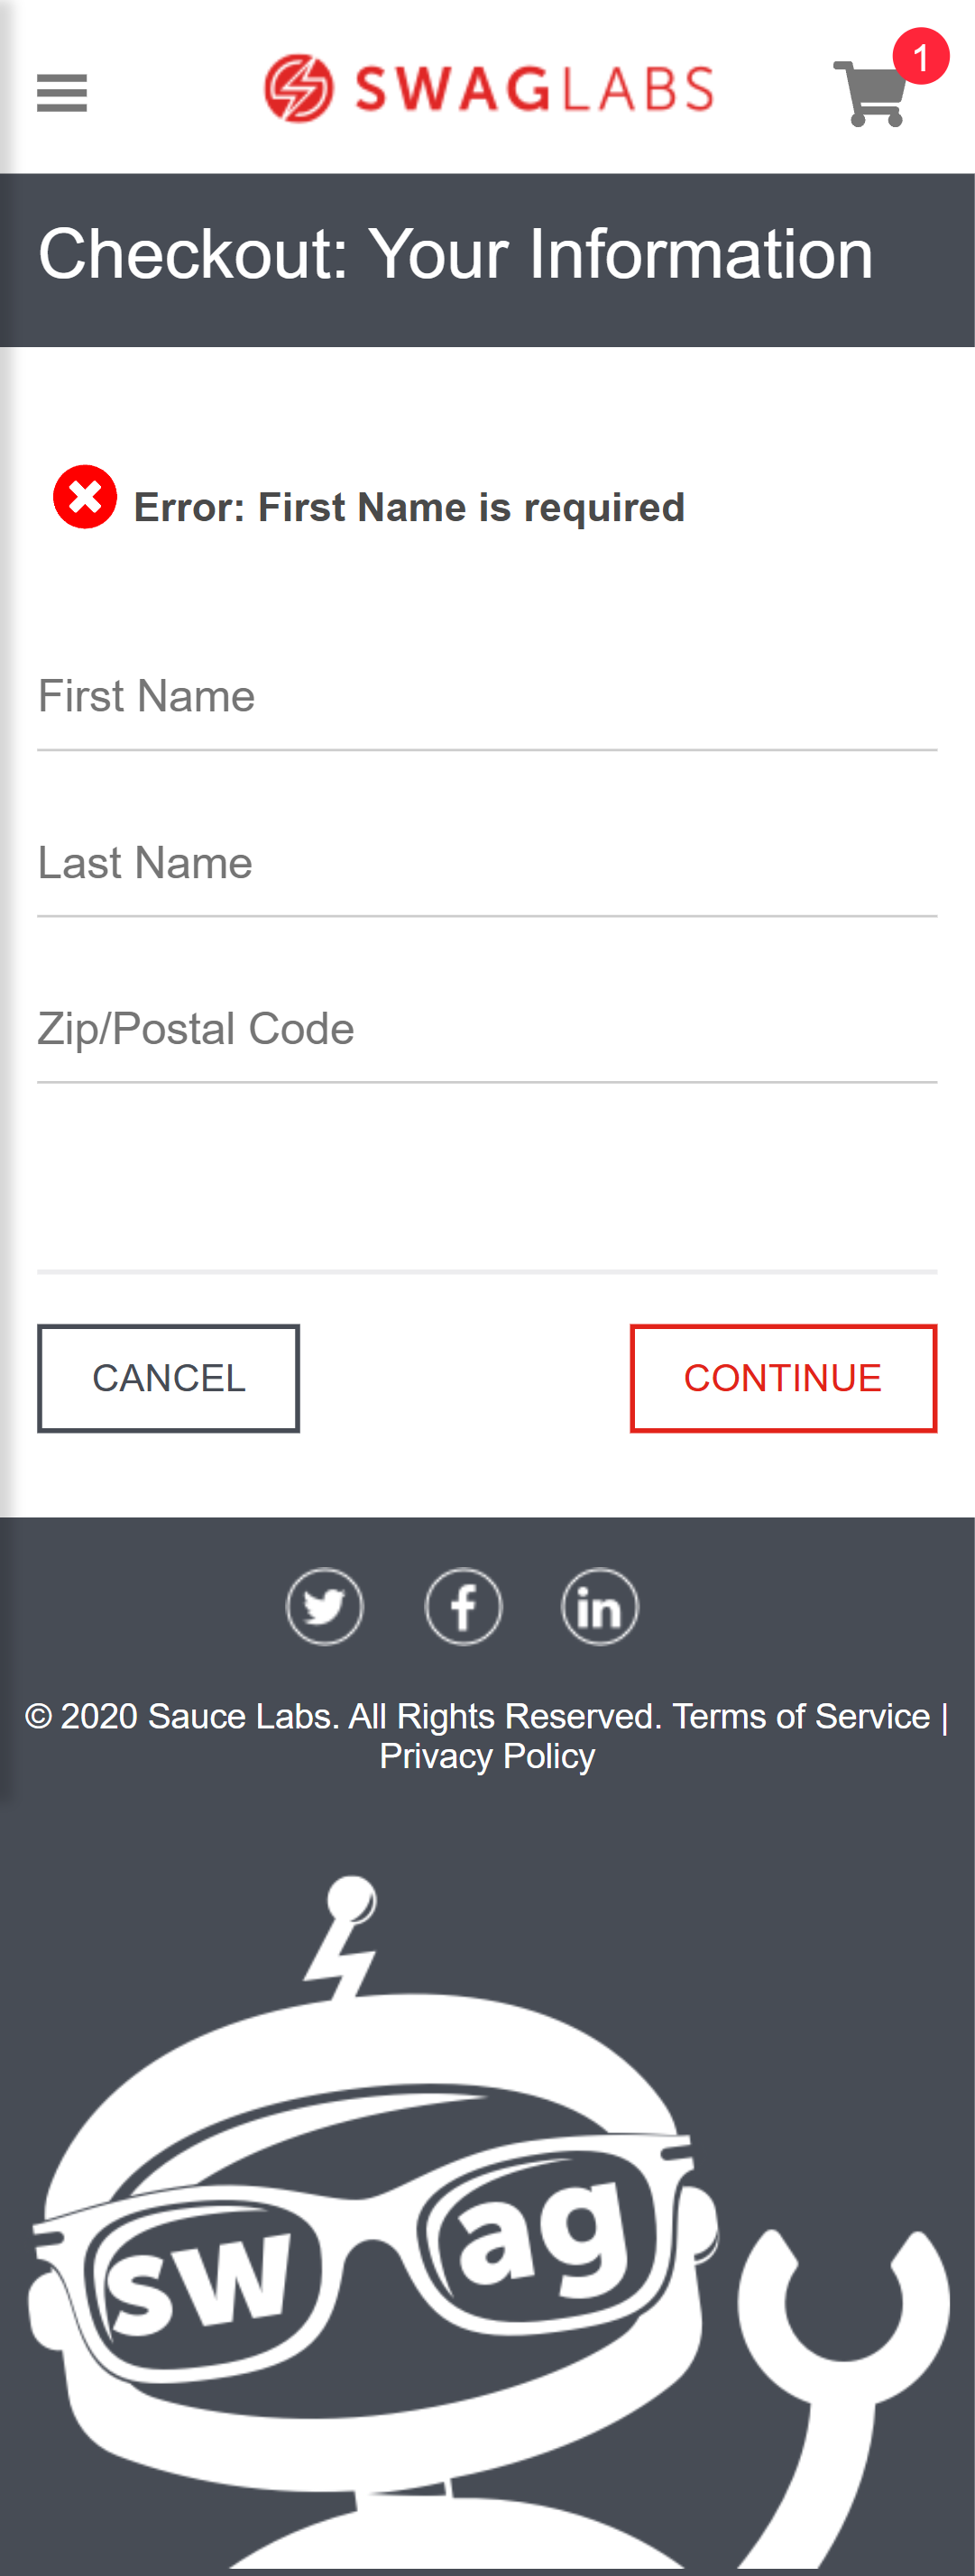 SWAGLABS
1
Checkout: Your Information
Error: First Name is required
First Name
Last Name
Zip/Postal Code
CANCEL
CONTINUE
© 2020 Sauce Labs. All Rights Reserved. Terms of Service |
Privacy Policy
sw ag